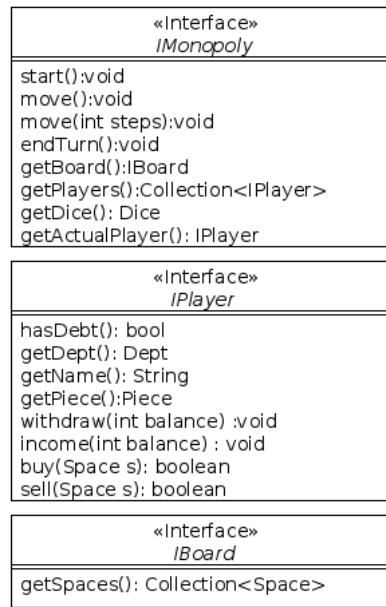 «Interface»
IMonopoly
start():void
move():void
move(int steps):void
endTurn():void
getBoard():IBoard
getPlayers():Collection<IPlayer>
getDice(): Dice
getActualPlayer(): IPlayer
«Interface»
IPlayer
hasDebt(): bool
getDept(): Dept
getName(): String
getPiece():Piece
withdraw(int balance) :void
income(int balance) : void
buy(Space s): boolean
sell(Space s): boolean
«Interface»
IBoard
getSpaces(): Collection<Space>